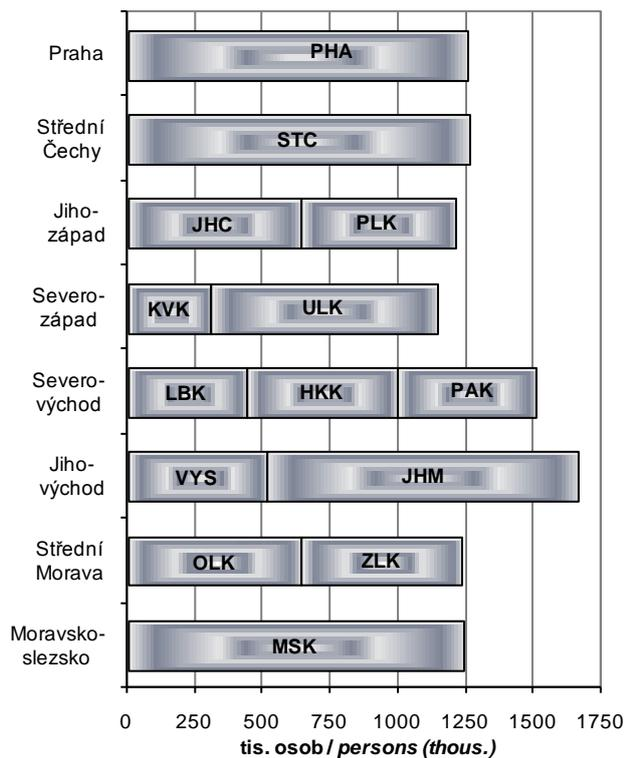 Praha
PHA
Střední
Čechy
STC
Jiho-
západ
JHC
PLK
Severo-
západ
KVK
ULK
Severo-
východ
LBK
HKK
PAK
Jiho-
východ
VYS
JHM
Střední
Morava
OLK
ZLK
Moravsko-
slezsko
MSK
0 250 500 750 1000 1250 1500 1750
tis. osob / persons (thous.)